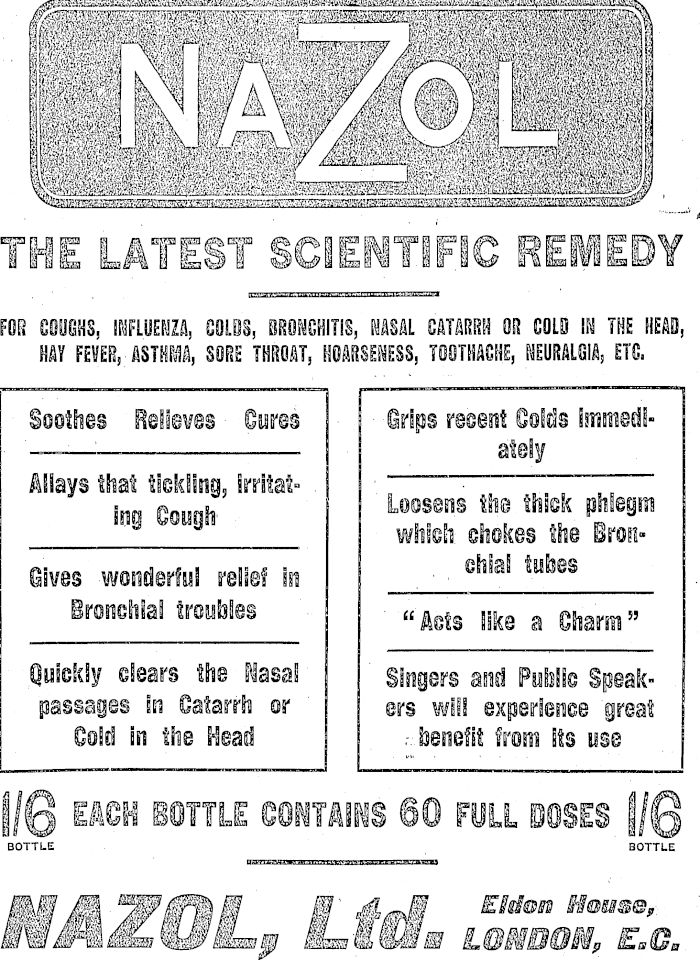 NAZOL
THE LATEST SCIENTIFIC REMEDY
FOR COUGHS, INFLUENZA, COLDS, BRONCHITIS, NASAL CATARRH OR COLD IN THE HEAD,
HAY FEVER, ASTHMA, SORE THROAT, HOARSENESS, TOOTHACHE, NEURALGIA, ETC.
Soothes Relieves Cures
Allays that tickling, irritat-
ing Cough
Gives wonderful relief in
Bronchial troubles
Quickly clears the Nasal
passages in Catarrh or
Cold in the Head
Grips recent Colds immedi-
ately
Loosens the thick phlegm
which chokes the Bron-
chial tubes
"Acts like a Charm"
Singers and Public Speak-
ers will experience great
benefit from its use
1/6 EACH BOTTLE CONTAINS 60 FULL DOSES 1/6
BOTTLE BOTTLE
NAZOL, Ltd. Eldon House,
LONDON, E.C.